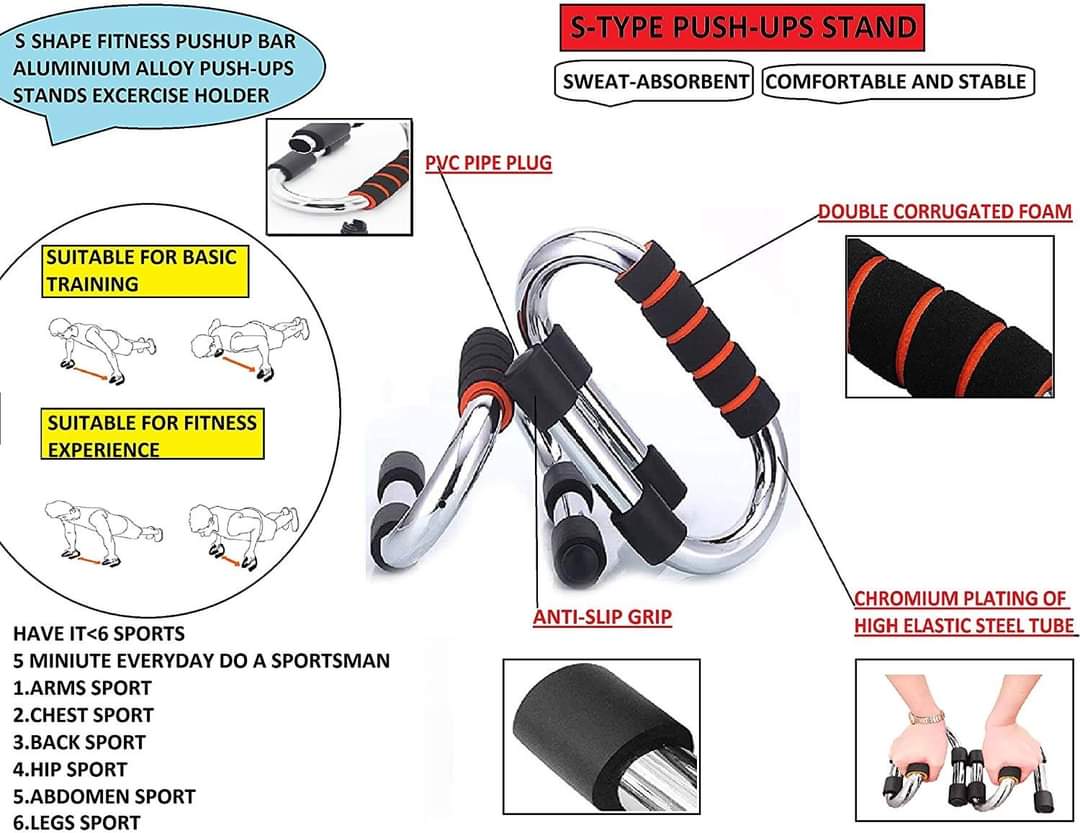 S SHAPE FITNESS PUSHUP BAR
ALUMINIUM ALLOY PUSH-UPS
STANDS EXCERCISE HOLDER
S-TYPE PUSH-UPS STAND
SWEAT-ABSORBENT
COMFORTABLE AND STABLE
PVC PIPE PLUG
DOUBLE CORRUGATED FOAM
SUITABLE FOR BASIC
TRAINING
SUITABLE FOR FITNESS
EXPERIENCE
ANTI-SLIP GRIP
CHROMIUM PLATING OF
HIGH ELASTIC STEEL TUBE
HAVE IT<6 SPORTS
5 MINIUTE EVERYDAY DO A SPORTSMAN
1.ARMS SPORT
2.CHEST SPORT
3.BACK SPORT
4.HIP SPORT
5.ABDOMEN SPORT
6.LEGS SPORT